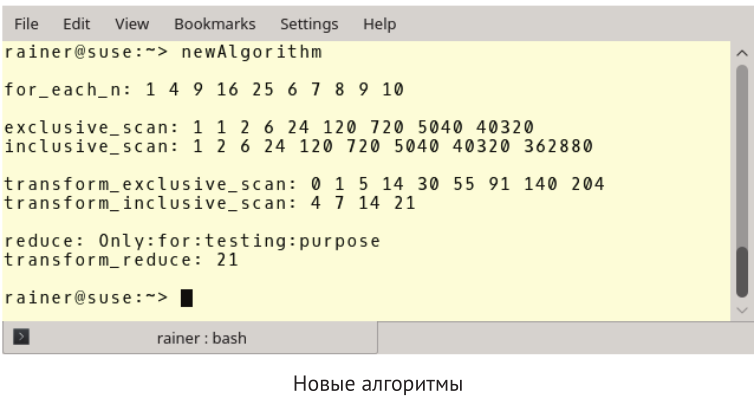 File Edit View Bookmarks Settings Help
rainer@suse:~> newAlgorithm
for_each_n: 1 4 9 16 25 6 7 8 9 10
exclusive_scan: 1 1 2 6 24 120 720 5040 40320
inclusive_scan: 1 2 6 24 120 720 5040 40320 362880
transform_exclusive_scan: 0 1 5 14 30 55 91 140 204
transform_inclusive_scan: 4 7 14 21
reduce: Only:for:testing:purpose
transform_reduce: 21
rainer@suse:~>
rainer : bash
Новые алгоритмы